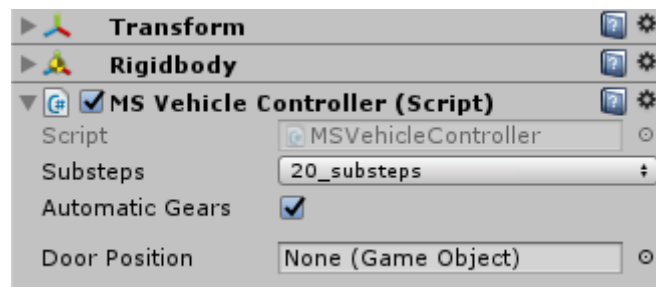 Transform
Rigidbody
MS Vehicle Controller (Script)
Script MSVehicleController
Substeps 20_substeps
Automatic Gears
Door Position None (Game Object)